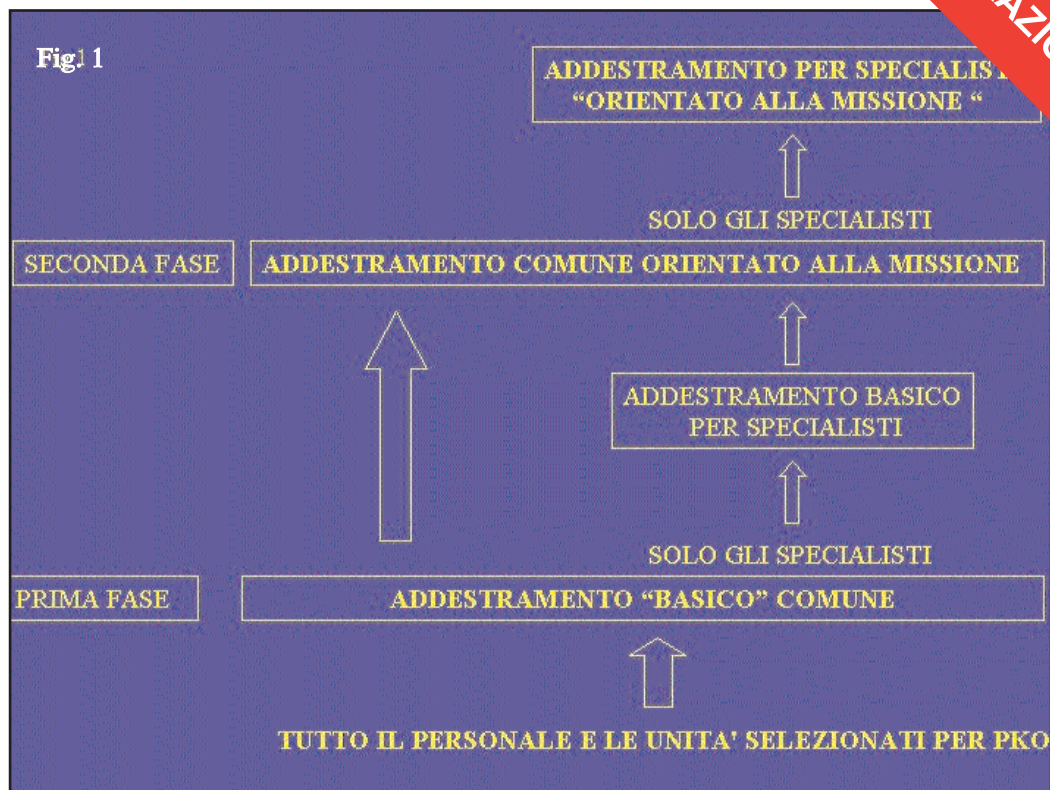 Fig. 1
ADDESTRAMENTO PER
“ORIENTATO ALLA MISSIONE “
SOLO GLI SPECIALISTI
SECONDA FASE
ADDESTRAMENTO COMUNE ORIENTATO ALLA MISSIONE
ADDESTRAMENTO BASICO
PER SPECIALISTI
SOLO GLI SPECIALISTI
PRIMA FASE
ADDESTRAMENTO “BASICO” COMUNE
TUTTO IL PERSONALE E LE UNITA' SELEZIONATI PER PKO